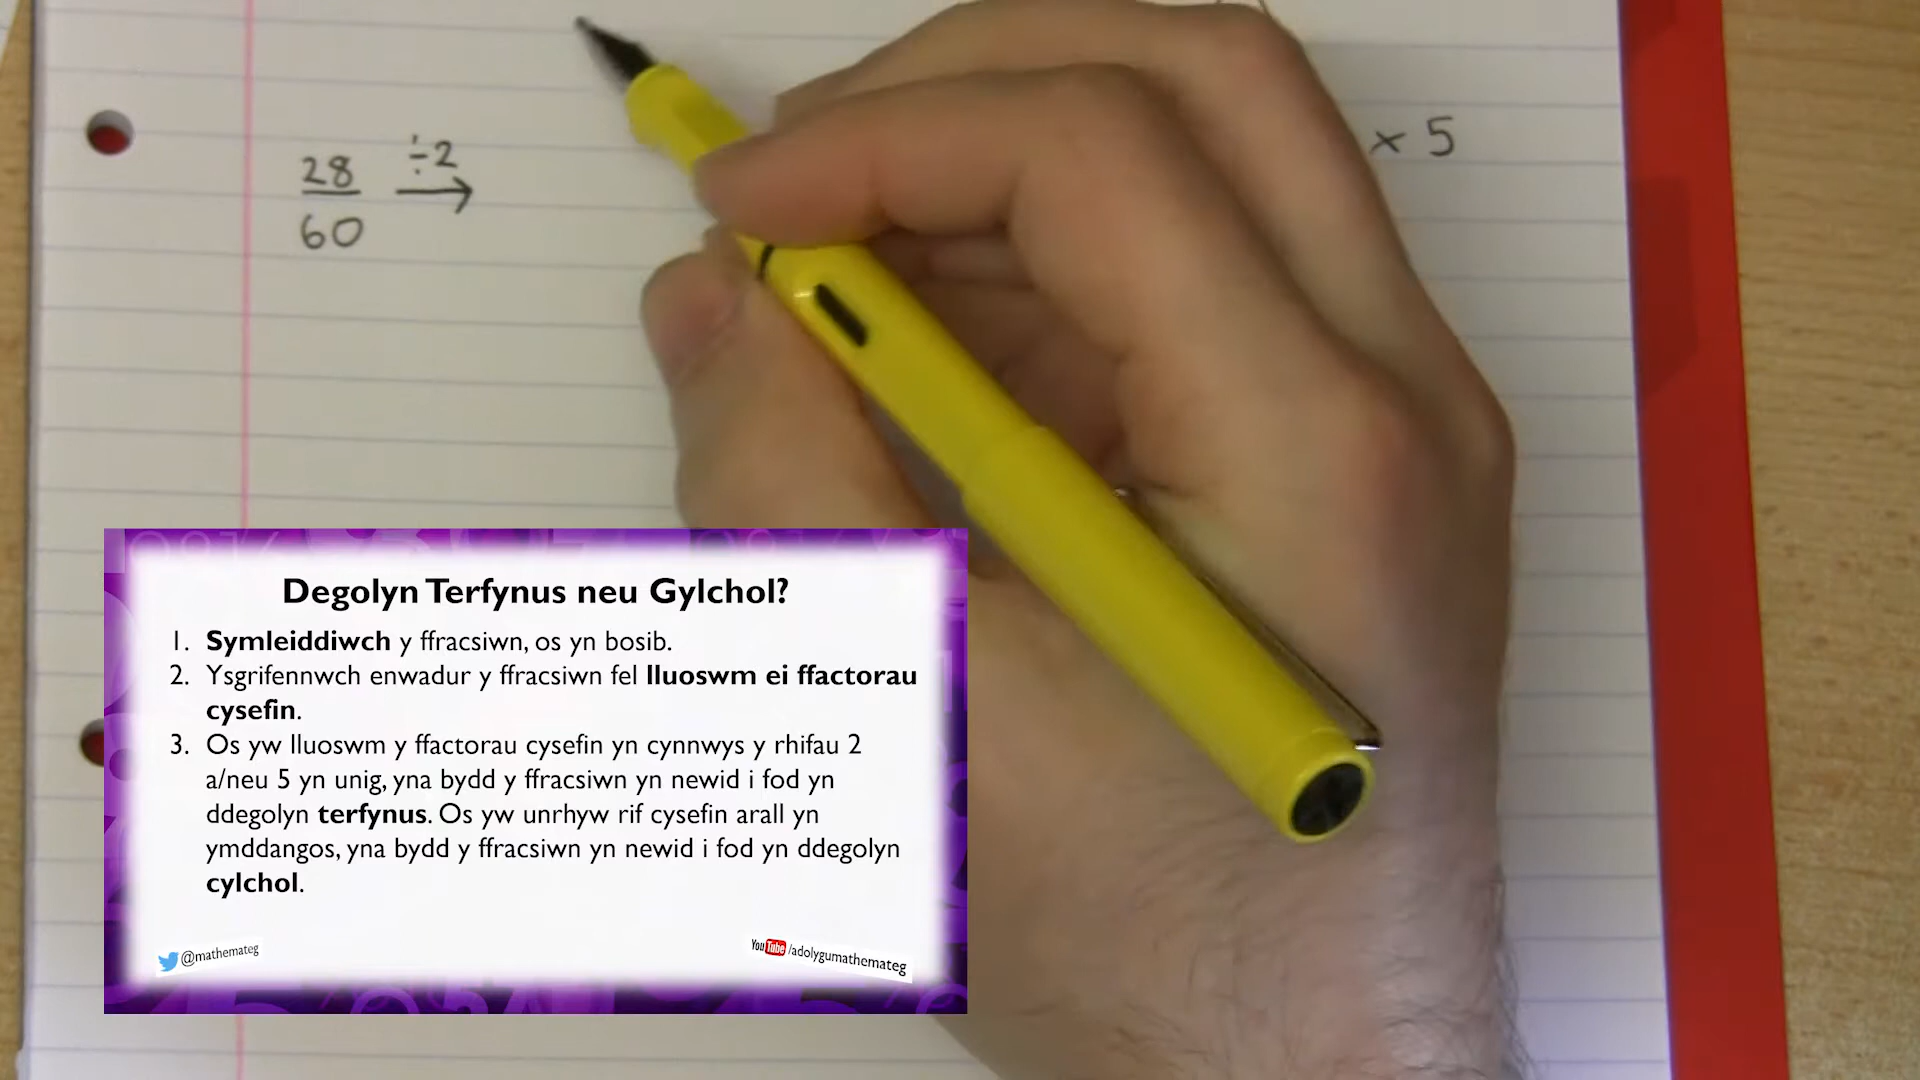 28 ÷2
60
× 5
Degolyn Terfynus neu Gylchol?
1. Symleiddiwch y ffracsiwn, os yn bosib.
2. Ysgrifennwch enwadur y ffracsiwn fel lluoswm ei ffactorau
cysefin.
3. Os yw lluoswm y ffactorau cysefin yn cynnwys y rhifau 2
a/neu 5 yn unig, yna bydd y ffracsiwn yn newid i fod yn
ddegolyn terfynus. Os yw unrhyw rif cysefin arall yn
ymddangos, yna bydd y ffracsiwn yn newid i fod yn ddegolyn
cylchol.
@mathemateg
YouTube /adolygumathemateg